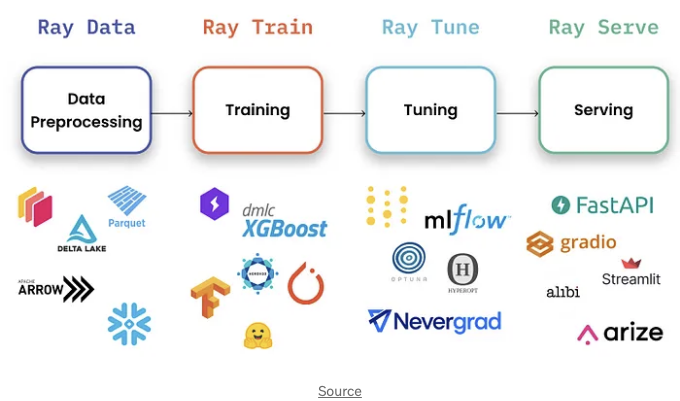 Ray Data
Ray Train
Ray Tune
Ray Serve
Data
Preprocessing
Training
Tuning
Serving
Parquet
DELTA LAKE
APACHE
ARROW
dmlc
XGBoost
HOROVOD
mlflow
OPTUNA
H
HYPEROPT
Nevergrad
FastAPI
gradio
Streamlit
alibi
arize
Source